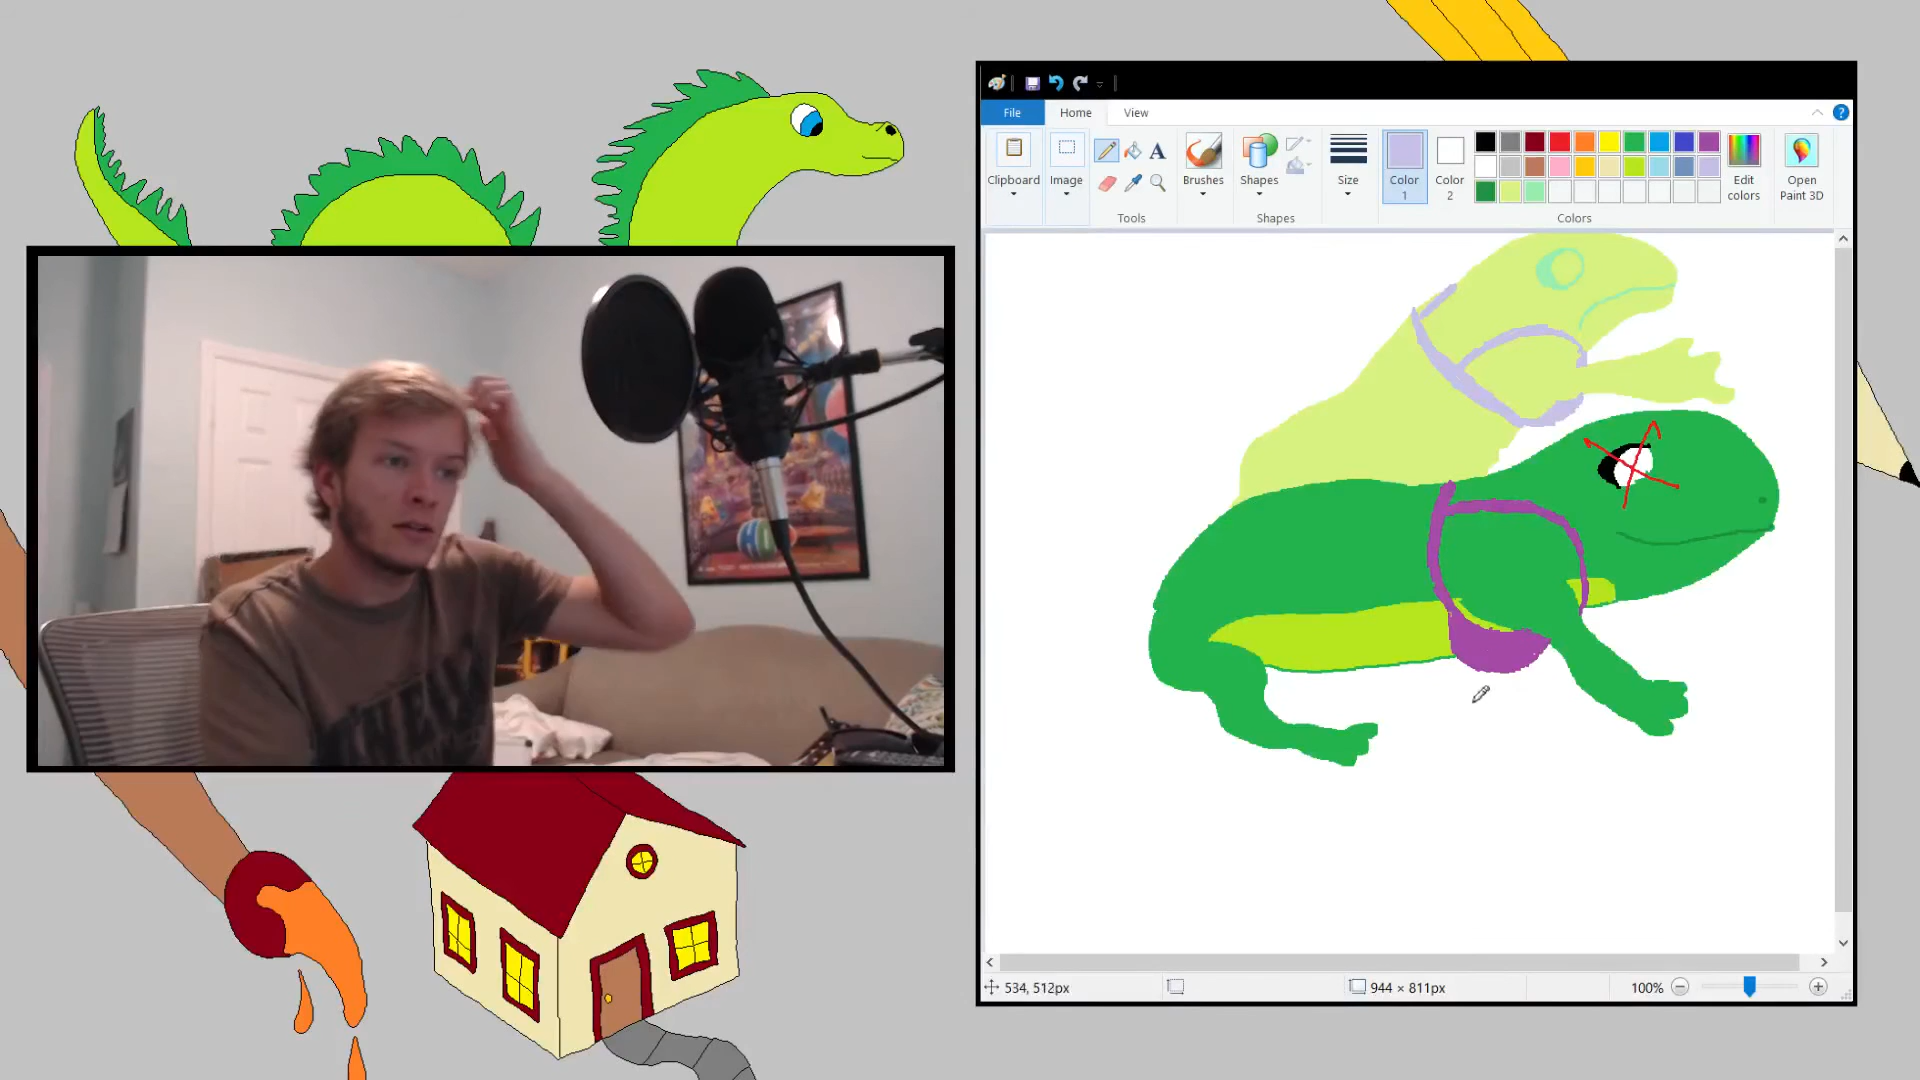 File
Home
View
Clipboard
Image
Tools
Brushes
Shapes
Shapes
Size
Color
1
Color
2
Colors
Edit
colors
Open
Paint 3D
534, 512px
944 × 811px
100%